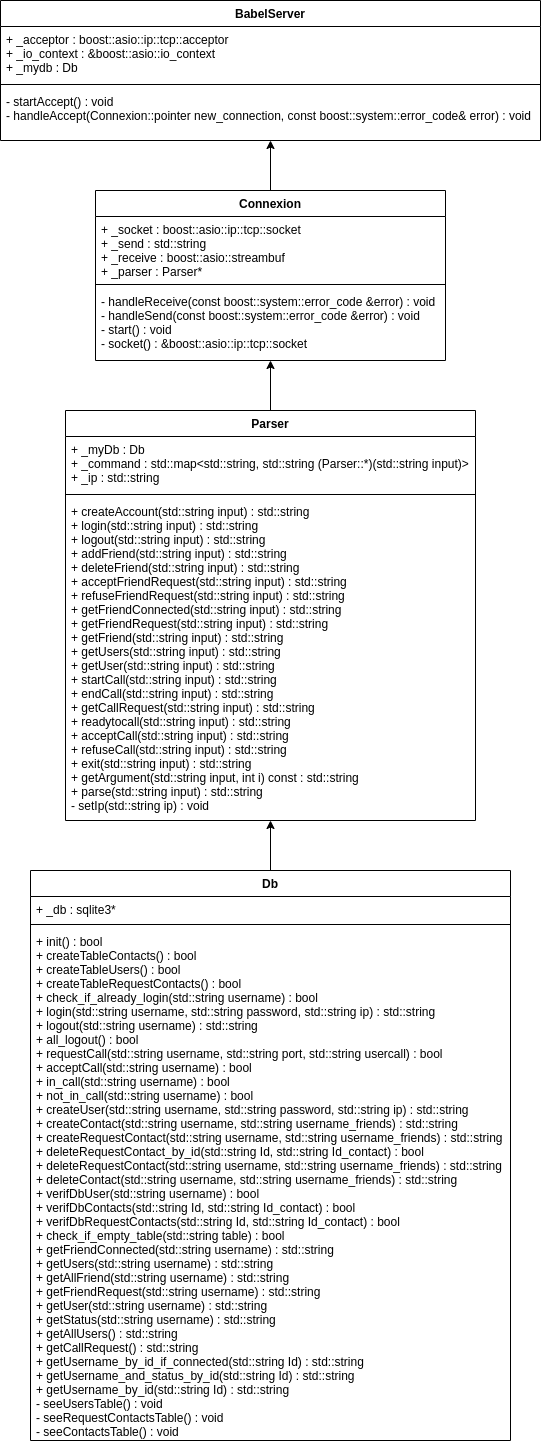 BabelServer
+ _acceptor : boost::asio::ip::tcp::acceptor
+ _io_context : &boost::asio::io_context
+ _mydb : Db
- startAccept() : void
- handleAccept(Connexion::pointer new_connection, const boost::system::error_code& error) : void
Connexion
+ _socket : boost::asio::ip::tcp::socket
+ _send : std::string
+ _receive : boost::asio::streambuf
+ _parser : Parser*
- handleReceive(const boost::system::error_code &error) : void
- handleSend(const boost::system::error_code &error) : void
- start() : void
- socket() : &boost::asio::ip::tcp::socket
Parser
+ _myDb : Db
+ _command : std::map<std::string, std::string (Parser::*)(std::string input)>
+ _ip : std::string
+ createAccount(std::string input) : std::string
+ login(std::string input) : std::string
+ logout(std::string input) : std::string
+ addFriend(std::string input) : std::string
+ deleteFriend(std::string input) : std::string
+ acceptFriendRequest(std::string input) : std::string
+ refuseFriendRequest(std::string input) : std::string
+ getFriendConnected(std::string input) : std::string
+ getFriendRequest(std::string input) : std::string
+ getFriend(std::string input) : std::string
+ getUsers(std::string input) : std::string
+ getUser(std::string input) : std::string
+ startCall(std::string input) : std::string
+ endCall(std::string input) : std::string
+ getCallRequest(std::string input) : std::string
+ readytocall(std::string input) : std::string
+ acceptCall(std::string input) : std::string
+ refuseCall(std::string input) : std::string
+ exit(std::string input) : std::string
+ getArgument(std::string input, int i) const : std::string
+ parse(std::string input) : std::string
- setIp(std::string ip) : void
Db
+ _db : sqlite3*
+ init() : bool
+ createTableContacts() : bool
+ createTableUsers() : bool
+ createTableRequestContacts() : bool
+ check_if_already_login(std::string username) : bool
+ login(std::string username, std::string password, std::string ip) : std::string
+ logout(std::string username) : std::string
+ all_logout() : bool
+ requestCall(std::string username, std::string port, std::string usercall) : bool
+ acceptCall(std::string username) : bool
+ in_call(std::string username) : bool
+ not_in_call(std::string username) : bool
+ createUser(std::string username, std::string password, std::string ip) : std::string
+ createContact(std::string username, std::string username_friends) : std::string
+ createRequestContact(std::string username, std::string username_friends) : std::string
+ deleteRequestContact_by_id(std::string Id, std::string Id_contact) : bool
+ deleteRequestContact(std::string username, std::string username_friends) : std::string
+ deleteContact(std::string username, std::string username_friends) : std::string
+ verifDbUser(std::string username) : bool
+ verifDbContacts(std::string Id, std::string Id_contact) : bool
+ verifDbRequestContacts(std::string Id, std::string Id_contact) : bool
+ check_if_empty_table(std::string table) : bool
+ getFriendConnected(std::string username) : std::string
+ getUsers(std::string username) : std::string
+ getAllFriend(std::string username) : std::string
+ getFriendRequest(std::string username) : std::string
+ getUser(std::string username) : std::string
+ getStatus(std::string username) : std::string
+ getAllUsers() : std::string
+ getCallRequest() : std::string
+ getUsername_by_id_if_connected(std::string Id) : std::string
+ getUsername_and_status_by_id(std::string Id) : std::string
+ getUsername_by_id(std::string Id) : std::string
- seeUsersTable() : void
- seeRequestContactsTable() : void
- seeContactsTable() : void